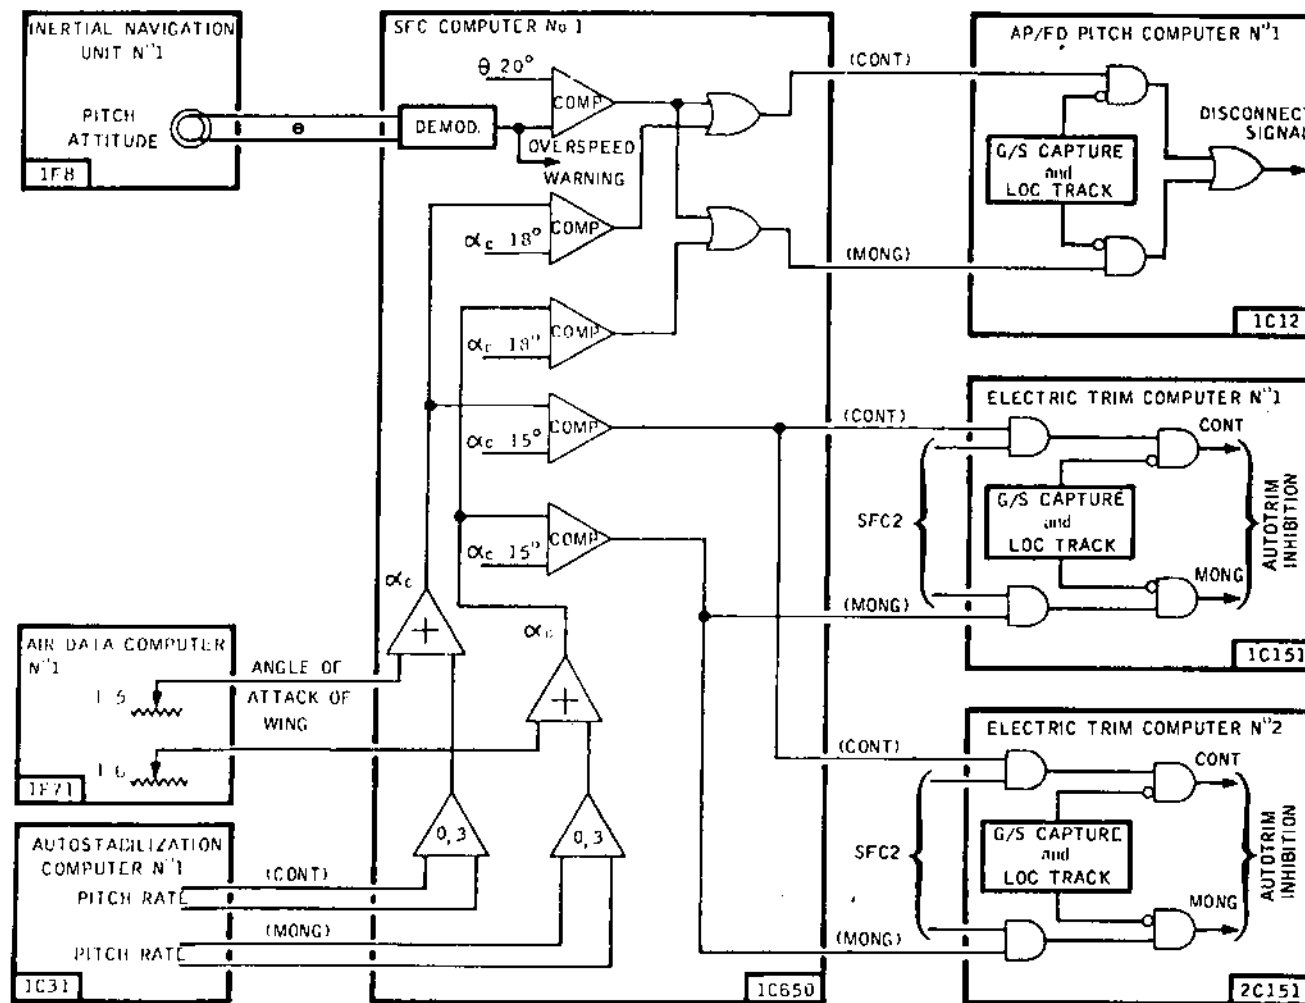 INERTIAL NAVIGATION
UNIT N°1
PITCH
ATTITUDE
θ
1F8
SFC COMPUTER No 1
θ 20°
COMP
DEMOD.
OVERSPEED
WARNING
COMP
αc 18°
COMP
αc 18°
COMP
αc 15°
COMP
αc 15°
αc
αc
+
+
0,3
0,3
1C650
AIR DATA COMPUTER
N°1
ANGLE OF
ATTACK OF
WING
1F71
AUTOSTABILIZATION
COMPUTER N°1
(CONT)
PITCH RATE
(MONG)
PITCH RATE
1C31
AP/FD PITCH COMPUTER N°1
(CONT)
DISCONNECT
SIGNAL
G/S CAPTURE
and
LOC TRACK
(MONG)
1C12
ELECTRIC TRIM COMPUTER N°1
(CONT)
CONT
SFC2
G/S CAPTURE
and
LOC TRACK
AUTOTRIM
INHIBITION
MONG
(MONG)
1C151
ELECTRIC TRIM COMPUTER N°2
(CONT)
CONT
SFC2
G/S CAPTURE
and
LOC TRACK
AUTOTRIM
INHIBITION
MONG
(MONG)
2C151